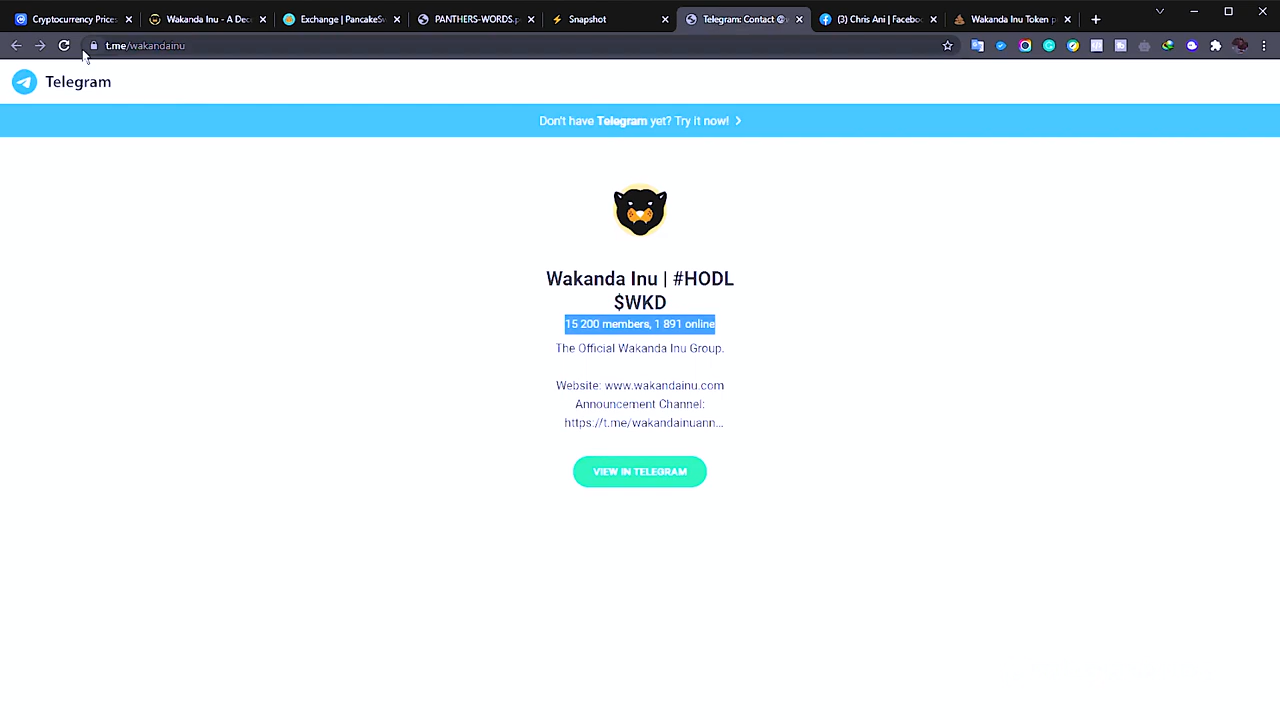 Cryptocurrency Prices
Wakanda Inu - A Dec
Exchange | PancakeSw
PANTHERS-WORDS.p
Snapshot
Telegram: Contact @w
(3) Chris Ani | Facebo
Wakanda Inu Token p
t.me/wakandainu
Telegram
Don't have Telegram yet? Try it now!
Wakanda Inu | #HODL
$WKD
15 200 members, 1 891 online
The Official Wakanda Inu Group.
Website: www.wakandainu.com
Announcement Channel:
https://t.me/wakandainuann...
VIEW IN TELEGRAM